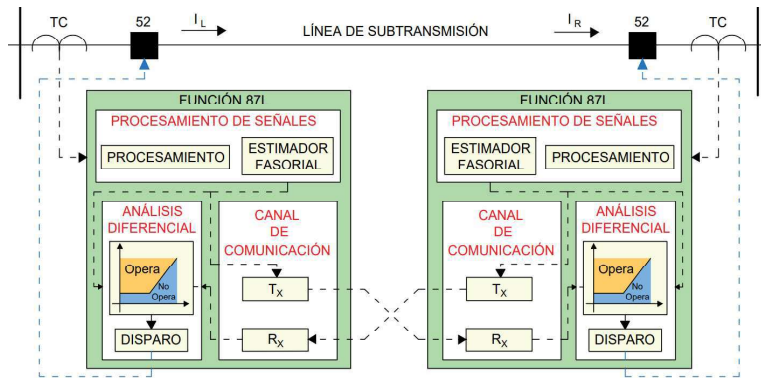 TC
52
I L
LÍNEA DE SUBTRANSMISIÓN
I R
52
TC
FUNCIÓN 87L
PROCESAMIENTO DE SEÑALES
PROCESAMIENTO
ESTIMADOR
FASORIAL
ANÁLISIS
DIFERENCIAL
Opera
No
Opera
DISPARO
CANAL
DE
COMUNICACIÓN
TX
RX
FUNCIÓN 87L
PROCESAMIENTO DE SEÑALES
ESTIMADOR
FASORIAL
PROCESAMIENTO
CANAL
DE
COMUNICACIÓN
TX
RX
ANÁLISIS
DIFERENCIAL
Opera
No
Opera
DISPARO